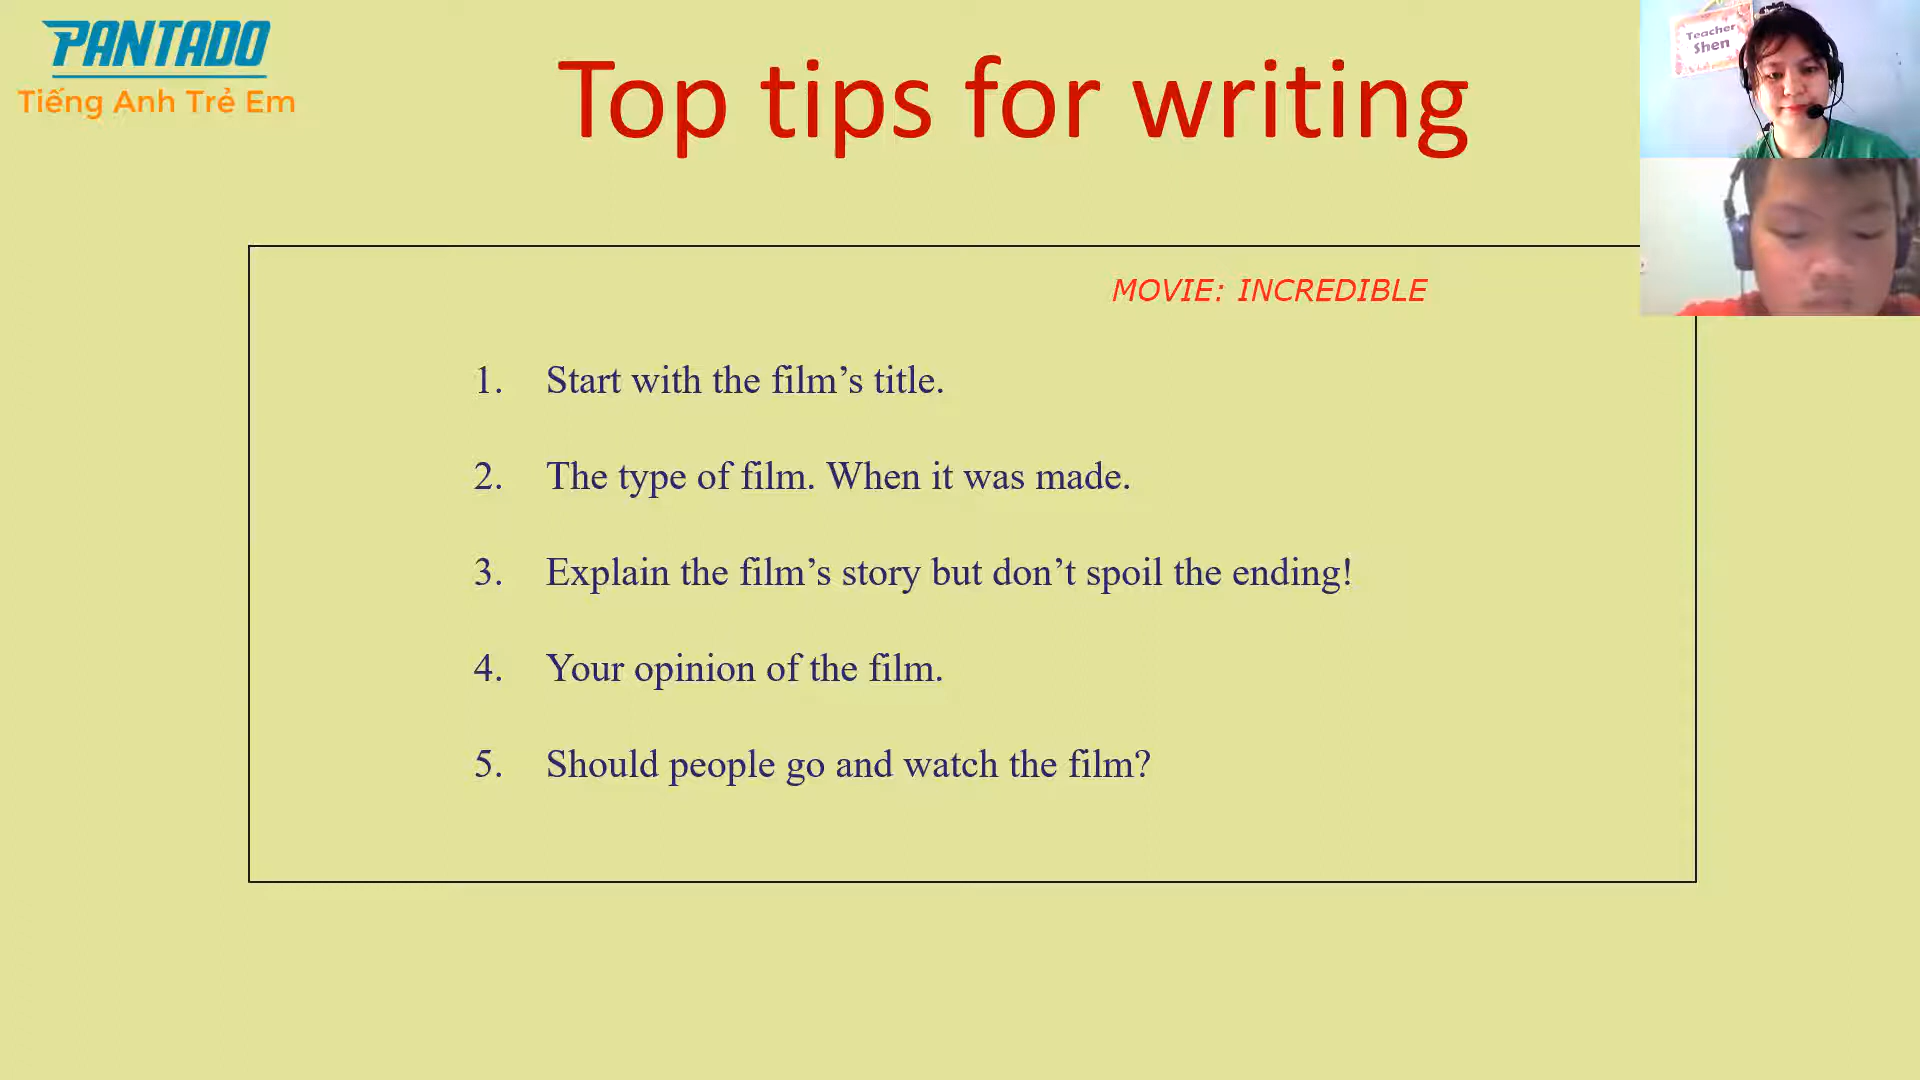 PANTADO
Tiếng Anh Trẻ Em
Top tips for writing
Teacher
Shen
MOVIE: INCREDIBLE
1. Start with the film’s title.
2. The type of film. When it was made.
3. Explain the film’s story but don’t spoil the ending!
4. Your opinion of the film.
5. Should people go and watch the film?